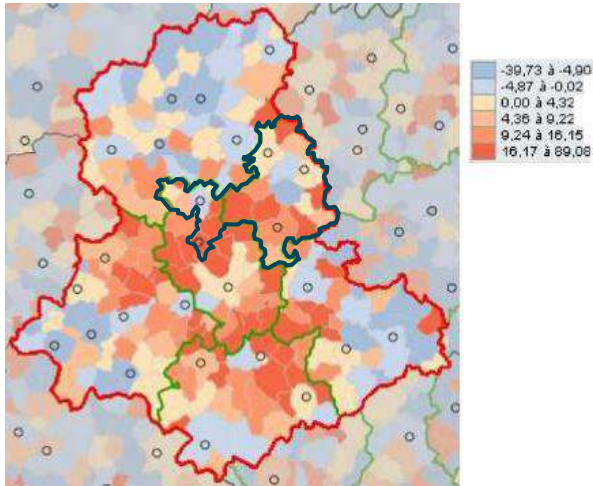 -39,73 à -4,90
-4,87 à -0,02
0,00 à 4,32
4,36 à 9,22
9,24 à 16,15
16,17 à 89,08